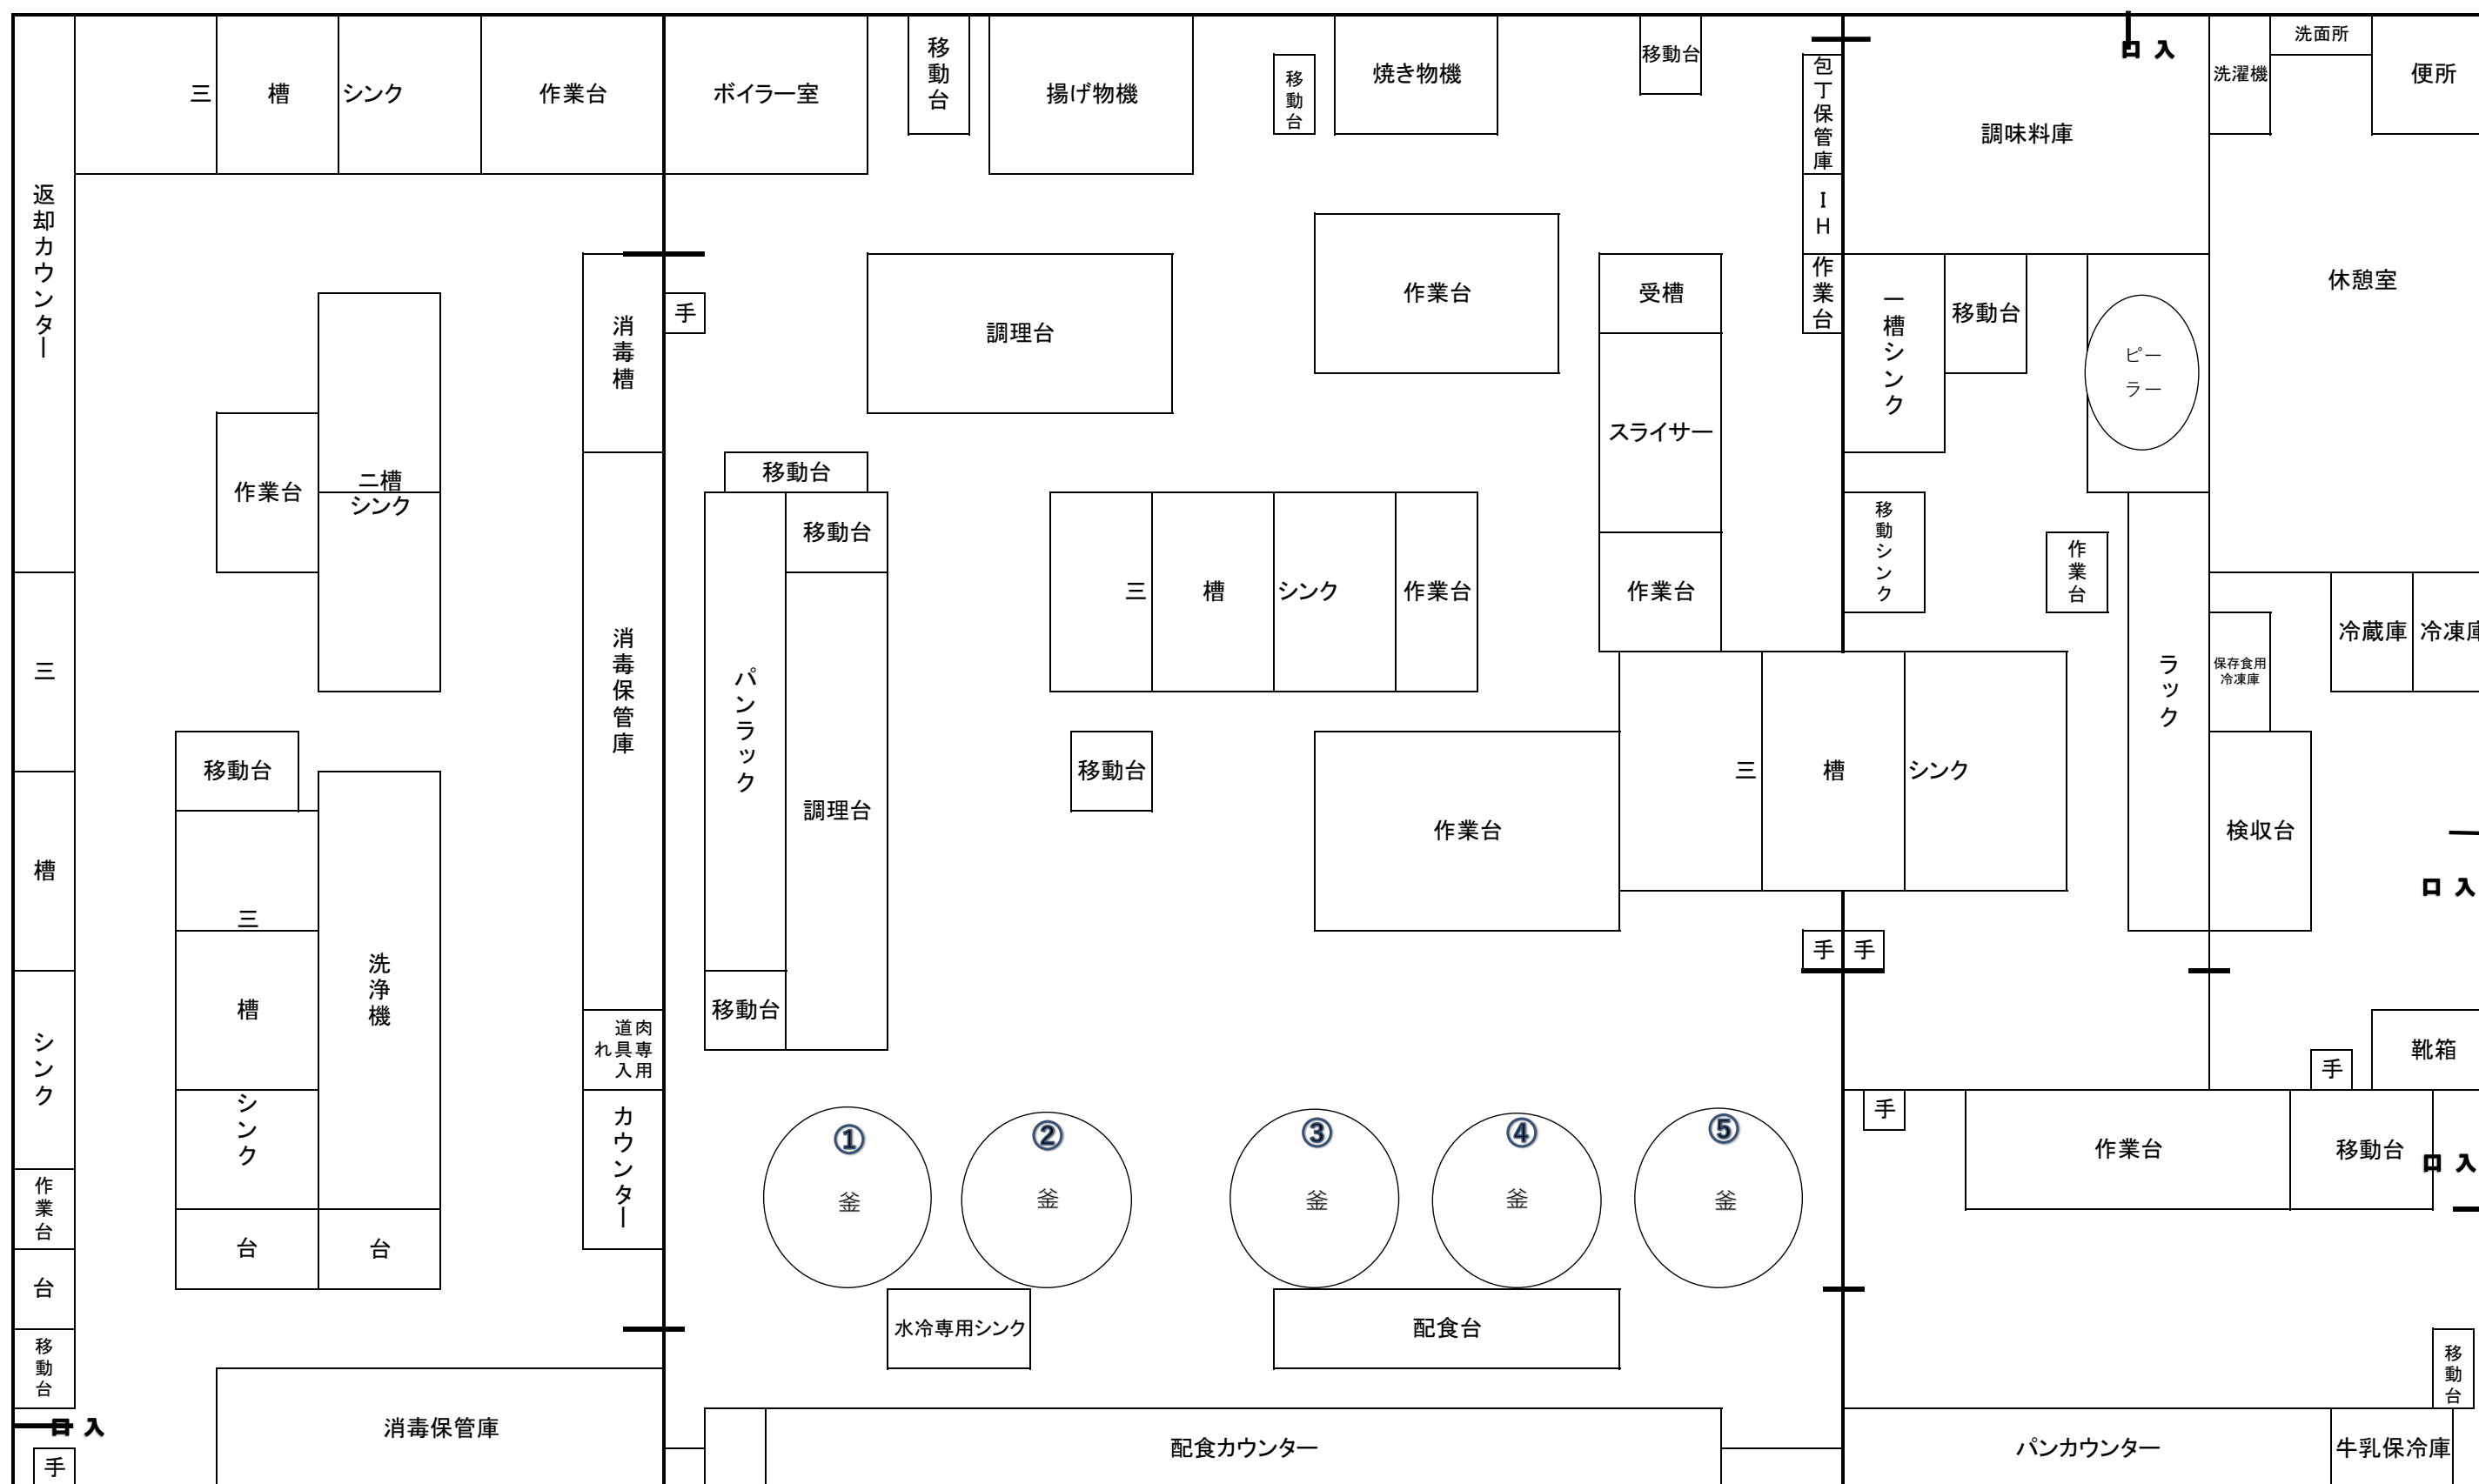 返却カウンター
三
槽
シンク
作業台
ボイラー室
移動台
揚げ物機
移動台
焼き物機
移動台
包丁保管庫
口 入
調味料庫
洗濯機
洗面所
便所
IH
作業台
受槽
作業台
調理台
消毒槽
手
一槽シンク
移動台
ピー
ラー
休憩室
スライサー
作業台
二槽
シンク
移動台
移動台
三
槽
シンク
作業台
作業台
移動シンク
作業台
冷蔵庫
冷凍庫
保存食用
冷凍庫
ラック
三
消毒保管庫
パンラック
調理台
移動台
移動台
作業台
三
槽
シンク
検収台
口 入
槽
三
槽
シンク
洗浄機
手
手
移動台
肉専用
道具入
れ
シンク
靴箱
手
手
カウンター
①
釜
②
釜
③
釜
④
釜
⑤
釜
作業台
移動台
口 入
作業台
台
台
台
水冷専用シンク
配食台
移動台
移動台
口 入
手
消毒保管庫
配食カウンター
パンカウンター
牛乳保冷庫